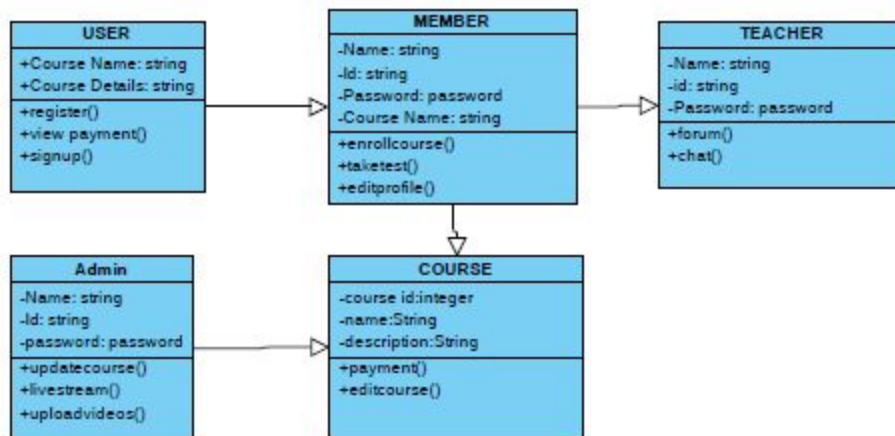 USER
+Course Name: string
+Course Details: string
+register()
+view payment()
+signup()
MEMBER
-Name: string
-Id: string
-Password: password
-Course Name: string
+enrollcourse()
+taketest()
+editprofile()
TEACHER
-Name: string
-id: string
-Password: password
+forum()
+chat()
Admin
-Name: string
-Id: string
-password: password
+updatecourse()
+livestream()
+uploadvideos()
COURSE
-course id:integer
-name:String
-description:String
+payment()
+editcourse()